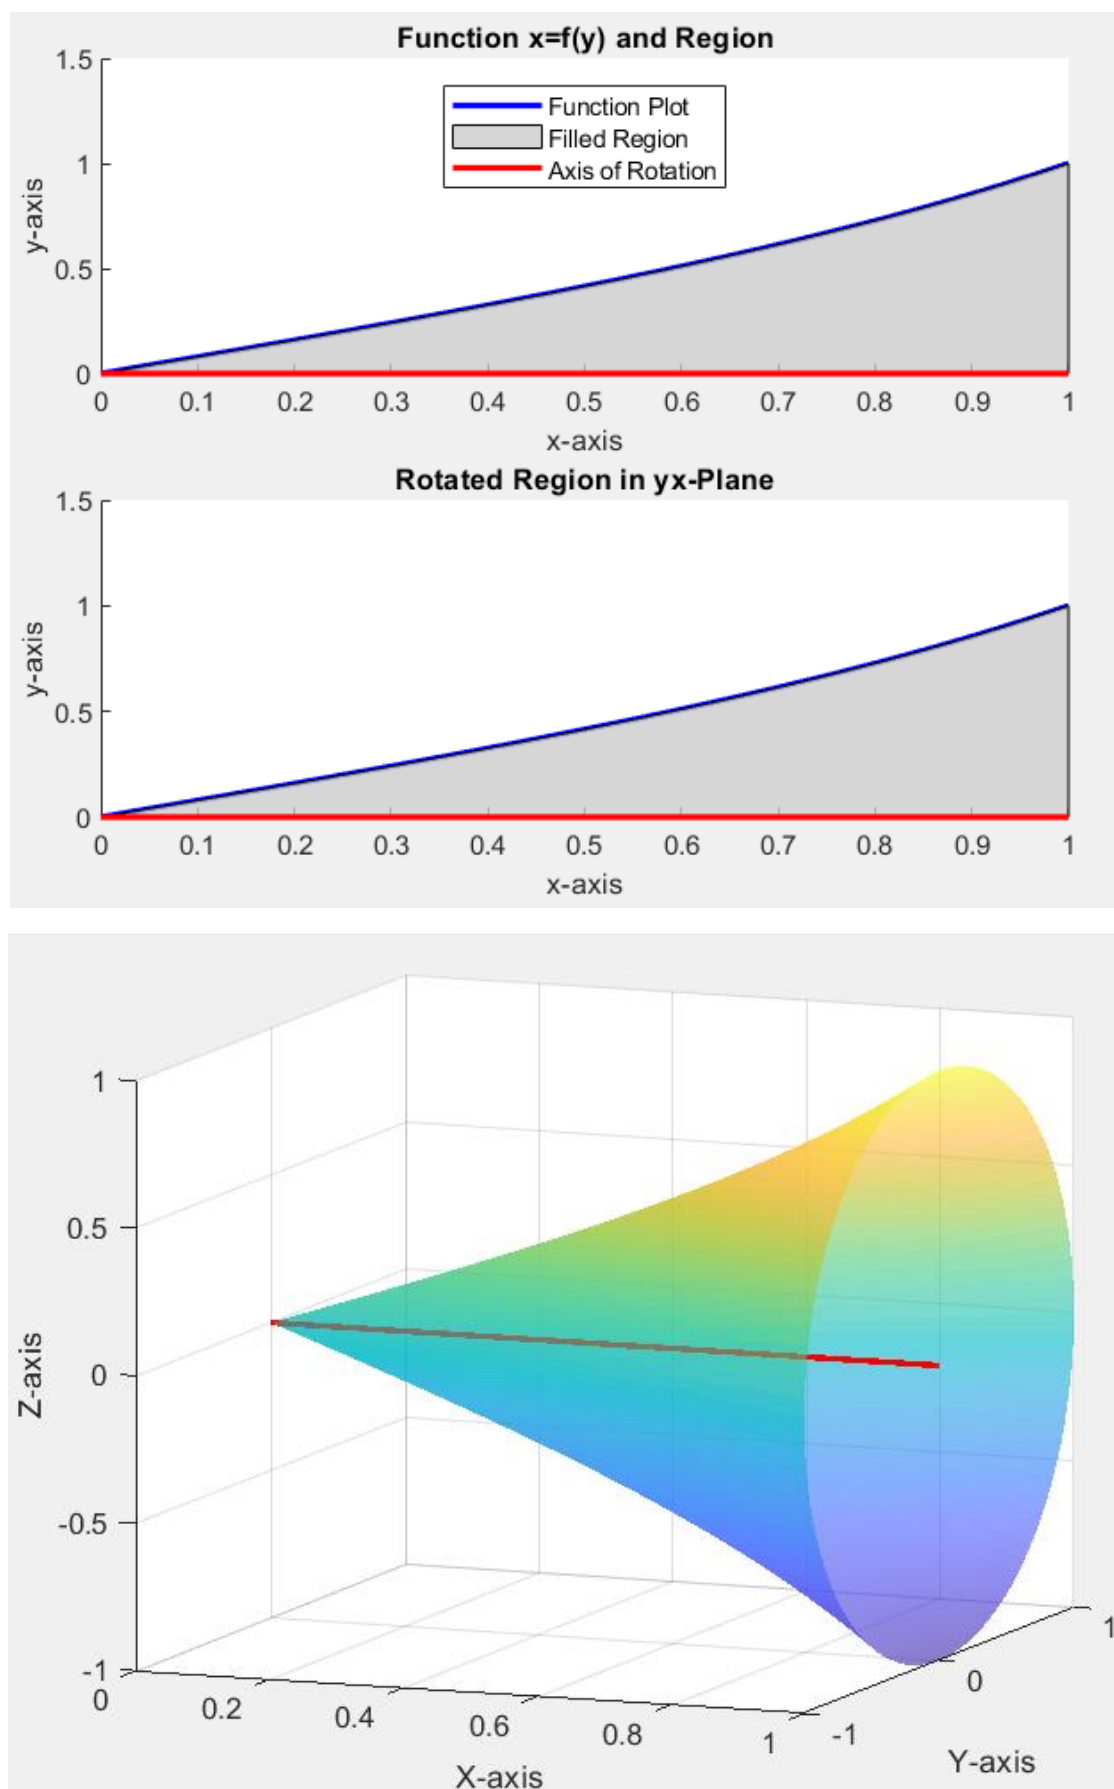 Function x=f(y) and Region
1.5
Function Plot
Filled Region
1
Axis of Rotation
y-axis
0.5
0
0 0.1 0.2 0.3 0.4 0.5 0.6 0.7 0.8 0.9 1
x-axis
Rotated Region in yx-Plane
1.5
1
y-axis
0.5
0
0 0.1 0.2 0.3 0.4 0.5 0.6 0.7 0.8 0.9 1
x-axis
1
0.5
Z-axis
0
-0.5
-1
0 0.2 0.4 0.6 0.8 1
X-axis
-1 0 1
Y-axis